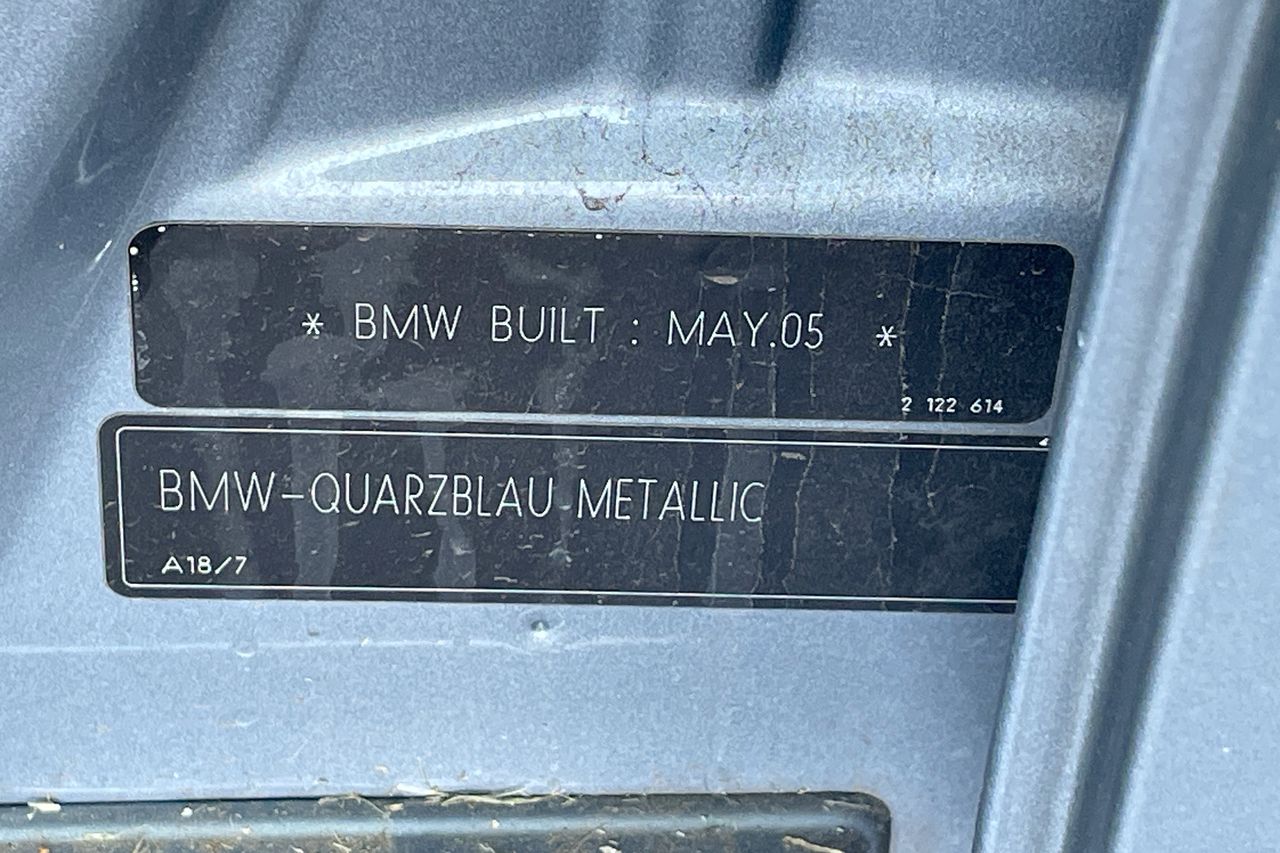 * BMW BUILT : MAY.05 *
2 122 614
BMW-QUARZBLAU METALLIC
A18/7